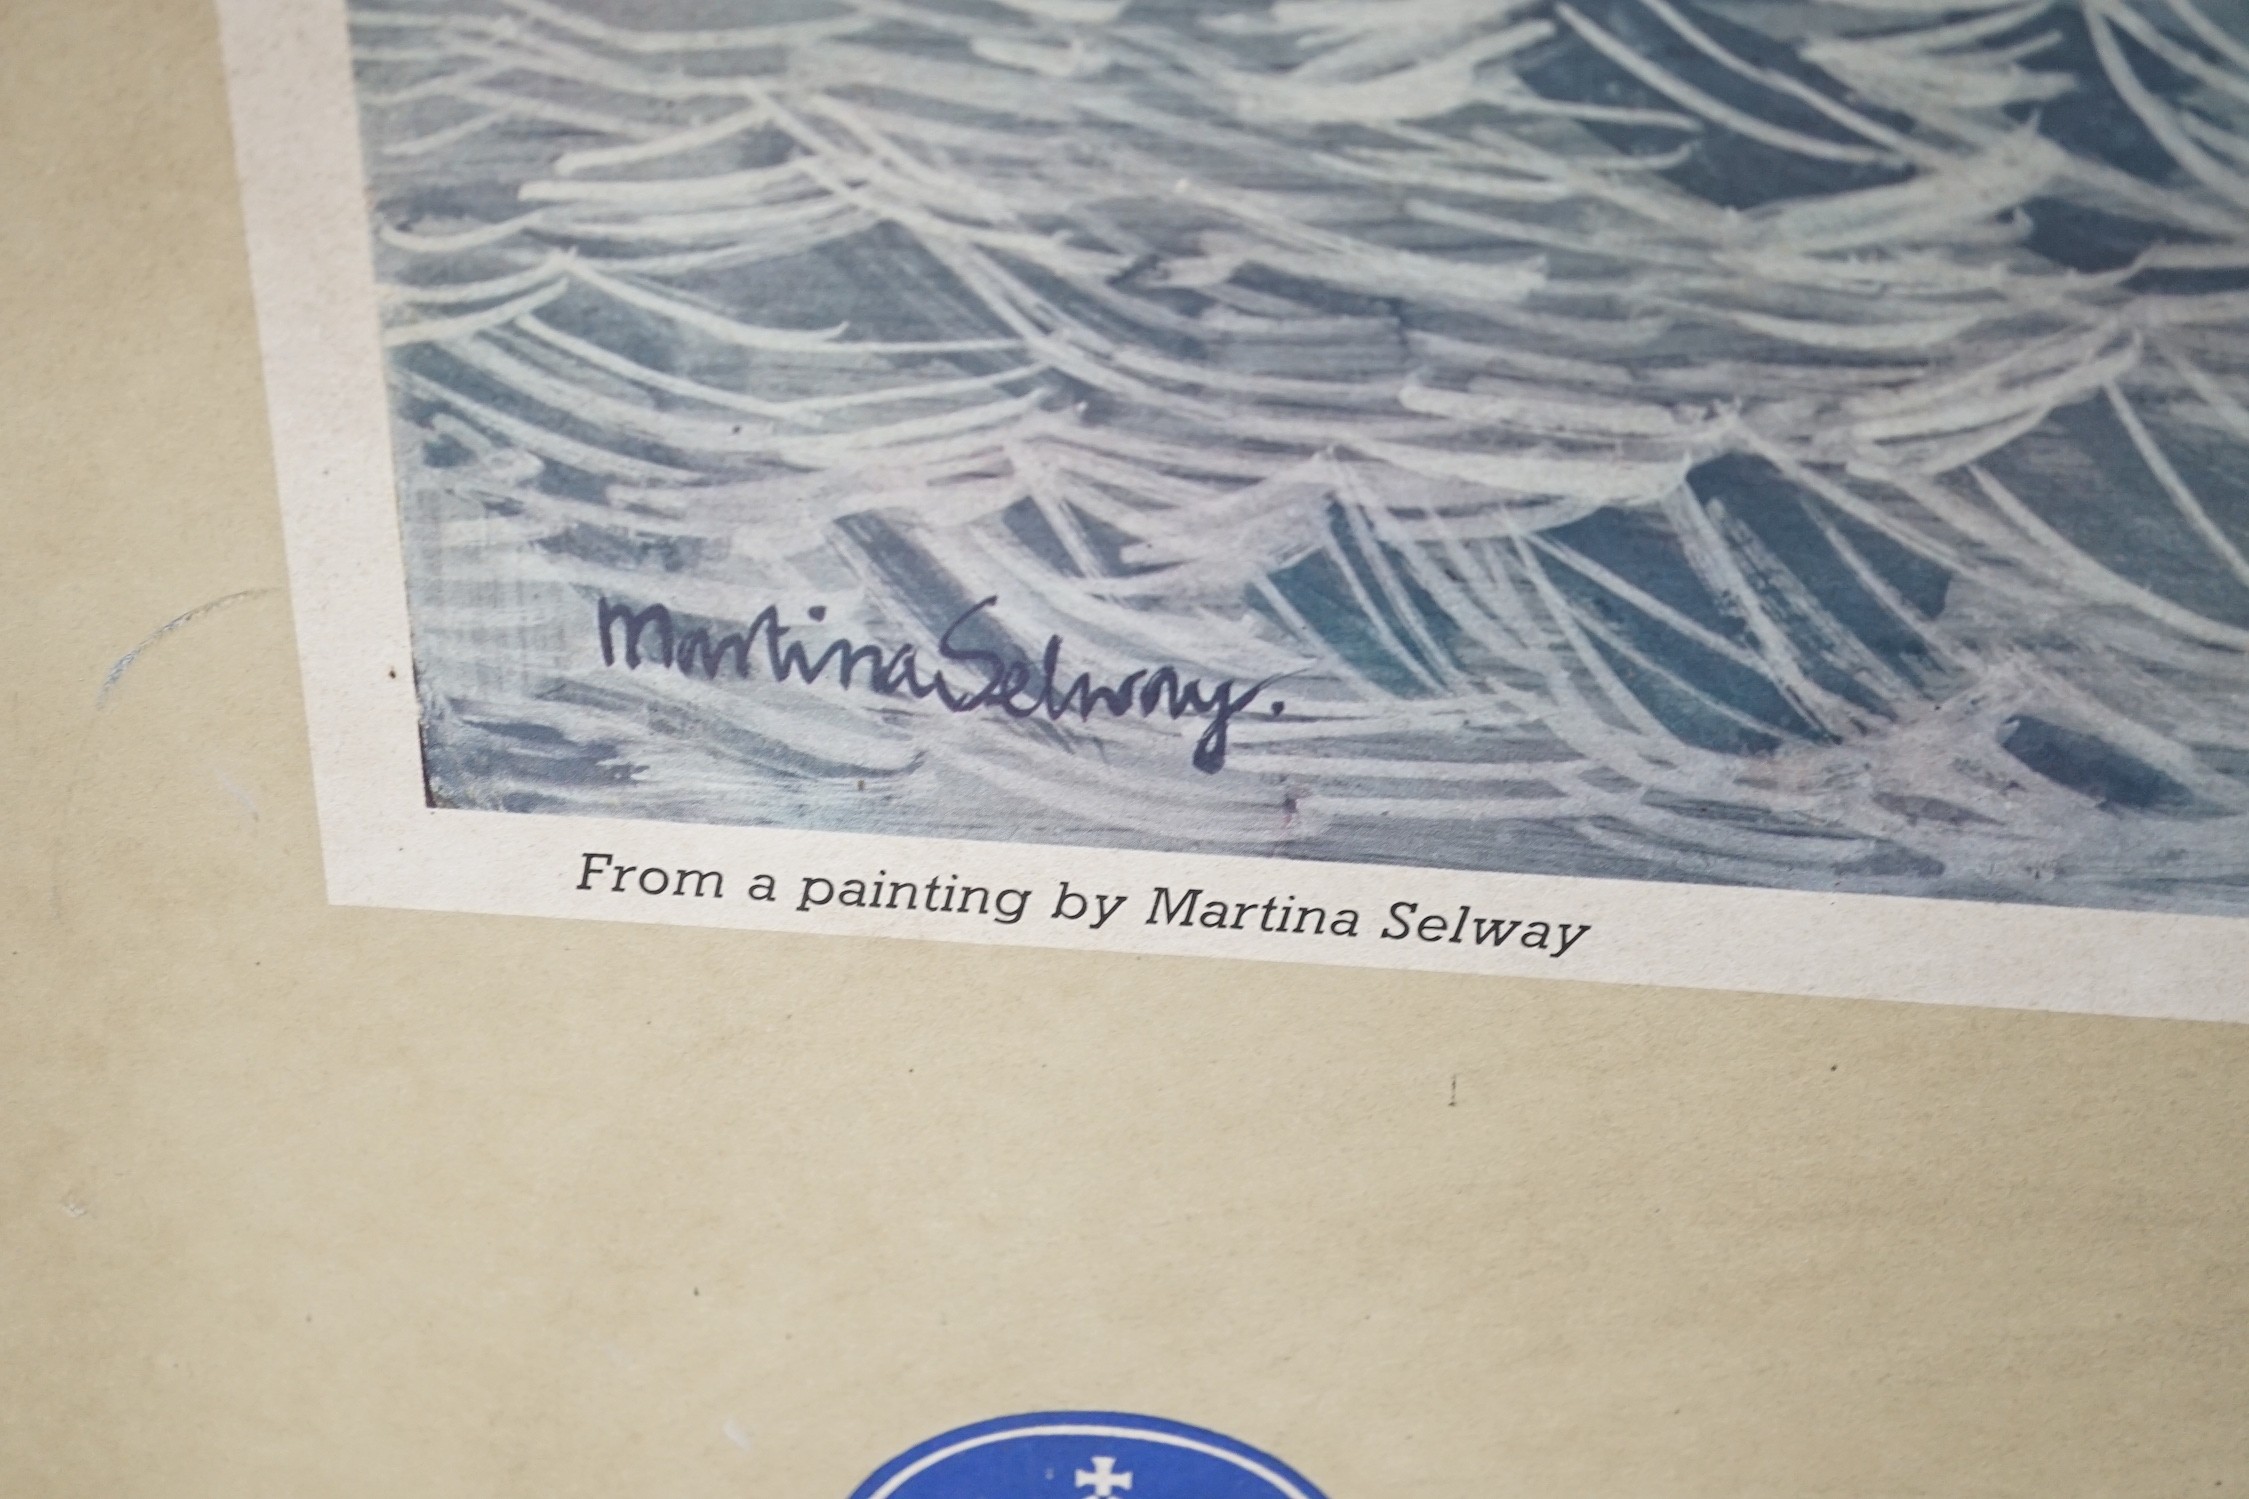 Martina Selway.
From a painting by Martina Selway